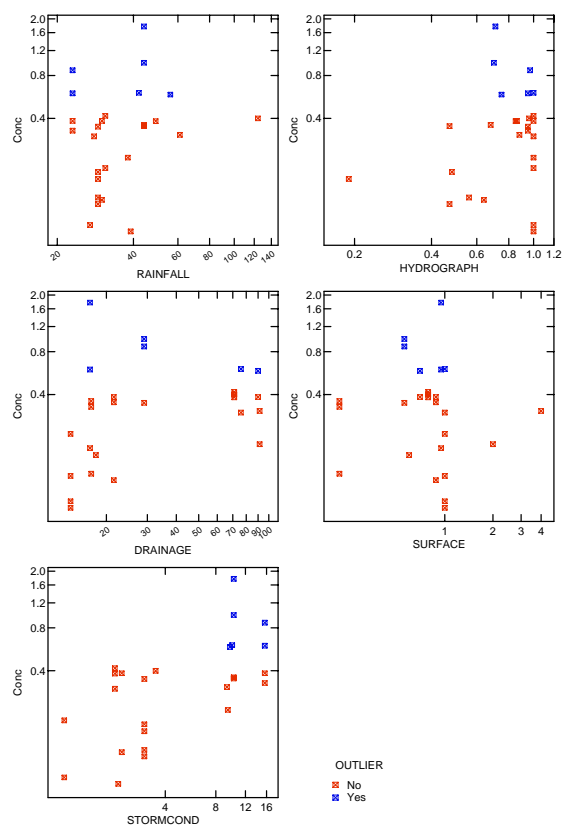 2.0
1.6
1.2
0.8
0.4
Conc
20 40 60 80 100 120 140
RAINFALL
2.0
1.6
1.2
0.8
0.4
Conc
0.2 0.4 0.6 0.8 1.0 1.2
HYDROGRAPH
2.0
1.6
1.2
0.8
0.4
Conc
20 30 40 50 60 70 80 90 100
DRAINAGE
2.0
1.6
1.2
0.8
0.4
Conc
1 2 3 4
SURFACE
2.0
1.6
1.2
0.8
0.4
Conc
4 8 12 16
STORMCOND
OUTLIER
No
Yes